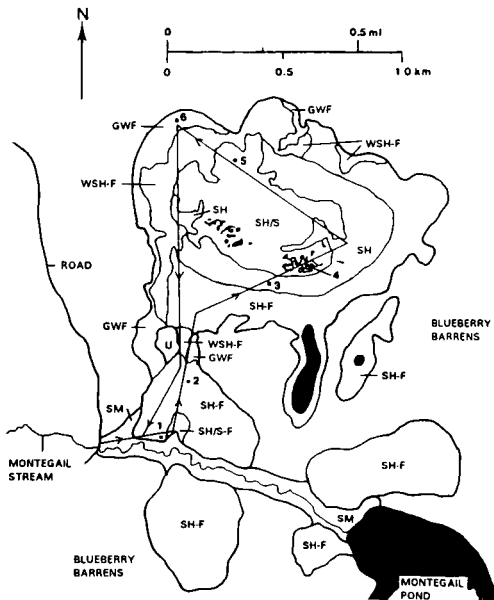 N
0 0.5 mi
0 0.5 1.0 km
GWF
6
GWF
WSH-F
5
WSH-F
SH
SH/S
SH
4
3
ROAD
SH-F
GWF
U
WSH-F
GWF
BLUEBERRY
BARRENS
SH-F
2
SM
SH-F
1
SH/S-F
MONTEGAIL
STREAM
SH-F
SH-F
SM
SH-F
BLUEBERRY
BARRENS
MONTEGAIL
POND